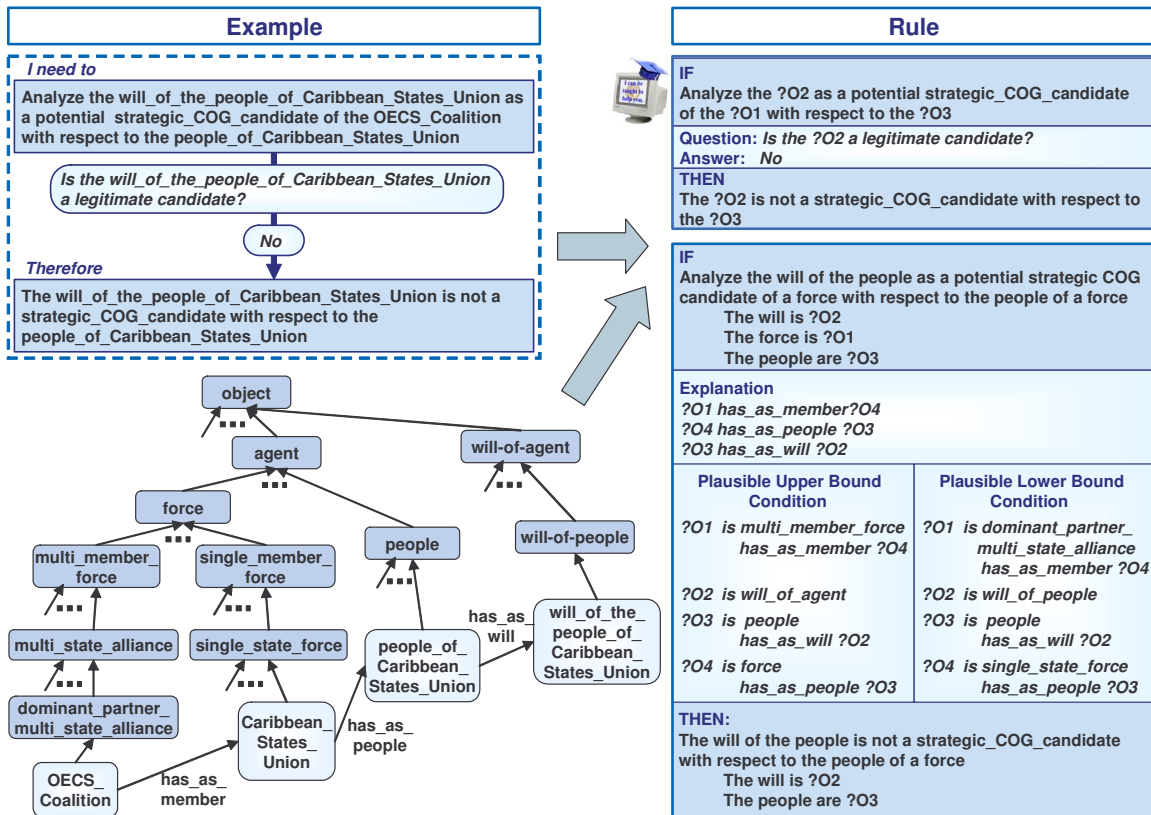 Example
I need to
Analyze the will_of_the_people_of_Caribbean_States_Union as
a potential strategic_COG_candidate of the OECS_Coalition
with respect to the people_of_Caribbean_States_Union
Is the will_of_the_people_of_Caribbean_States_Union
a legitimate candidate?
No
Therefore
The will_of_the_people_of_Caribbean_States_Union is not a
strategic_COG_candidate with respect to the
people_of_Caribbean_States_Union
object
agent
will-of-agent
force
multi_member_
force
single_member_
force
people
will-of-people
multi_state_alliance
single_state_force
dominant_partner_
multi_state_alliance
OECS_
Coalition
has_as_
member
Caribbean_
States_
Union
has_as_
people
people_of_
Caribbean_
States_Union
has_as_
will
will_of_the_
people_of_
Caribbean_
States_Union
I can be
taught to
help you.
Rule
IF
Analyze the ?O2 as a potential strategic_COG_candidate
of the ?O1 with respect to the ?O3
Question: Is the ?O2 a legitimate candidate?
Answer: No
THEN
The ?O2 is not a strategic_COG_candidate with respect to
the ?O3
IF
Analyze the will of the people as a potential strategic COG
candidate of a force with respect to the people of a force
The will is ?O2
The force is ?O1
The people are ?O3
Explanation
?O1 has_as_member?O4
?O4 has_as_people ?O3
?O3 has_as_will ?O2
Plausible Upper Bound
Condition
?O1 is multi_member_force
has_as_member ?O4
?O2 is will_of_agent
?O3 is people
has_as_will ?O2
?O4 is force
has_as_people ?O3
Plausible Lower Bound
Condition
?O1 is dominant_partner_
multi_state_alliance
has_as_member ?O4
?O2 is will_of_people
?O3 is people
has_as_will ?O2
?O4 is single_state_force
has_as_people ?O3
THEN:
The will of the people is not a strategic_COG_candidate
with respect to the people of a force
The will is ?O2
The people are ?O3